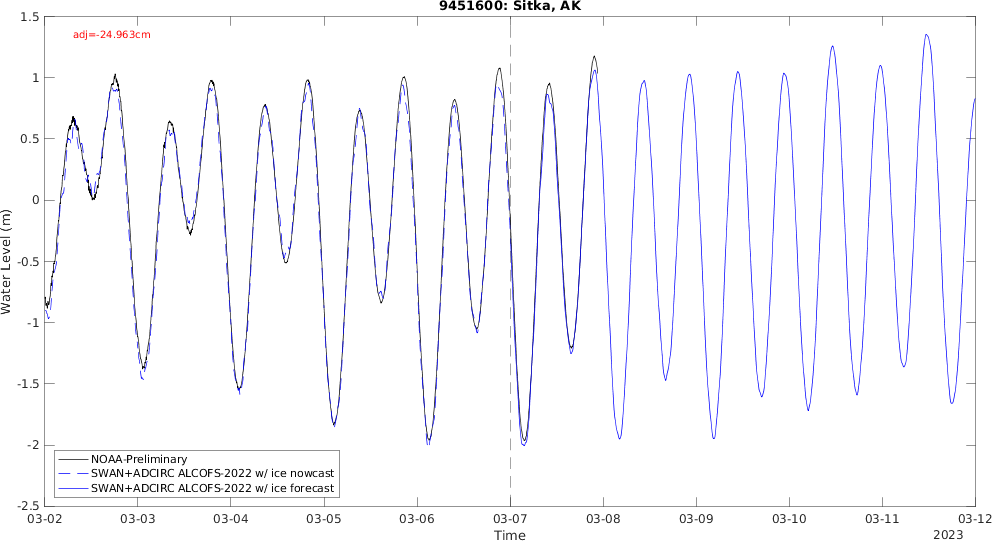 9451600: Sitka, AK
adj=-24.963cm
1.5
1
0.5
0
-0.5
-1
-1.5
-2
-2.5
Water Level (m)
NOAA-Preliminary
SWAN+ADCIRC ALCOFS-2022 w/ ice nowcast
SWAN+ADCIRC ALCOFS-2022 w/ ice forecast
03-02 03-03 03-04 03-05 03-06 03-07 03-08 03-09 03-10 03-11 03-12
Time
2023